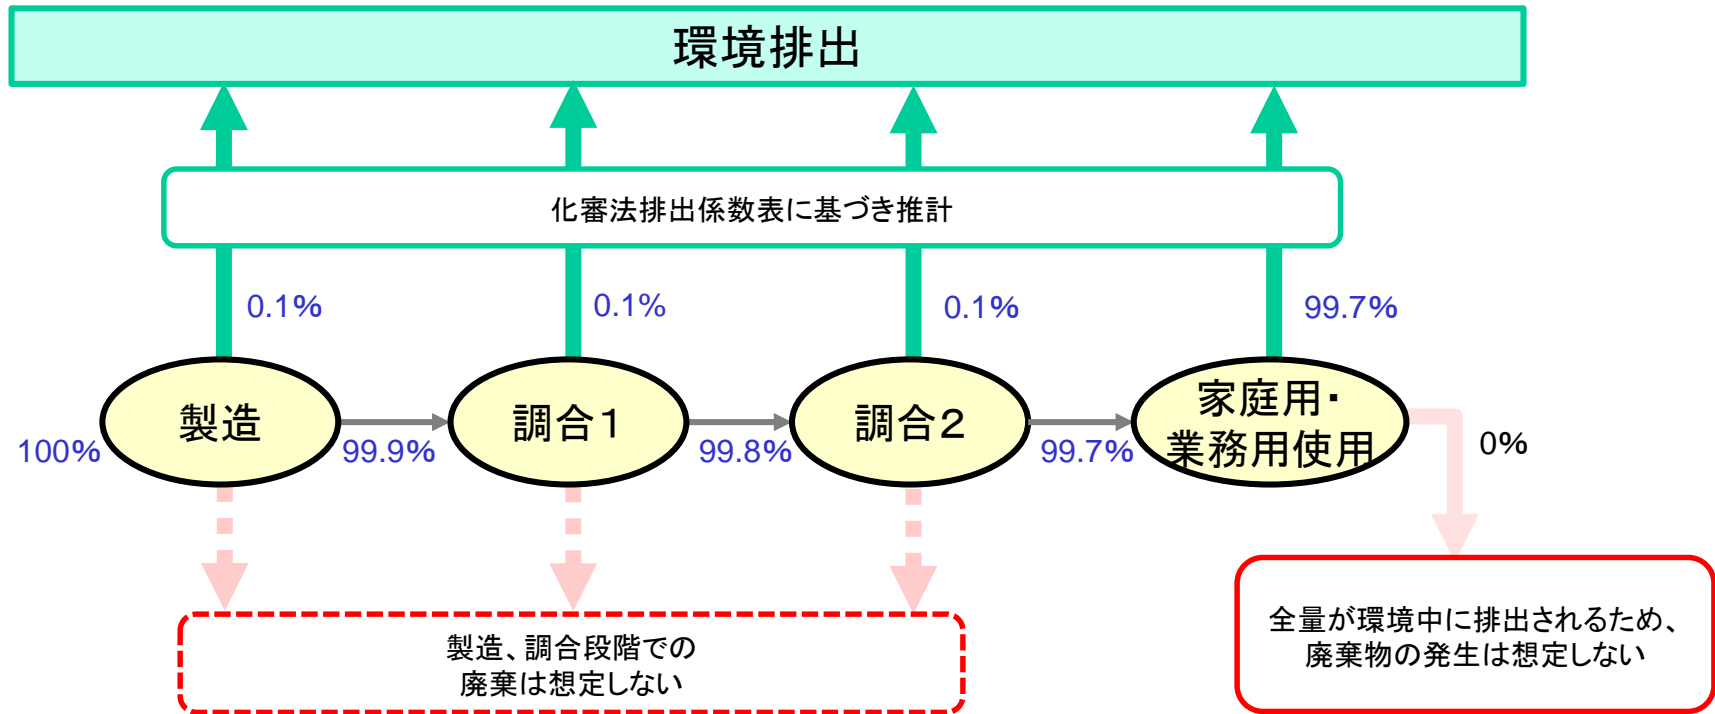 環境排出
化審法排出係数表に基づき推計
0.1%
0.1%
0.1%
99.7%
製造
調合1
調合2
家庭用・
業務用使用
100%
99.9%
99.8%
99.7%
0%
製造、調合段階での
廃棄は想定しない
全量が環境中に排出されるため、
廃棄物の発生は想定しない